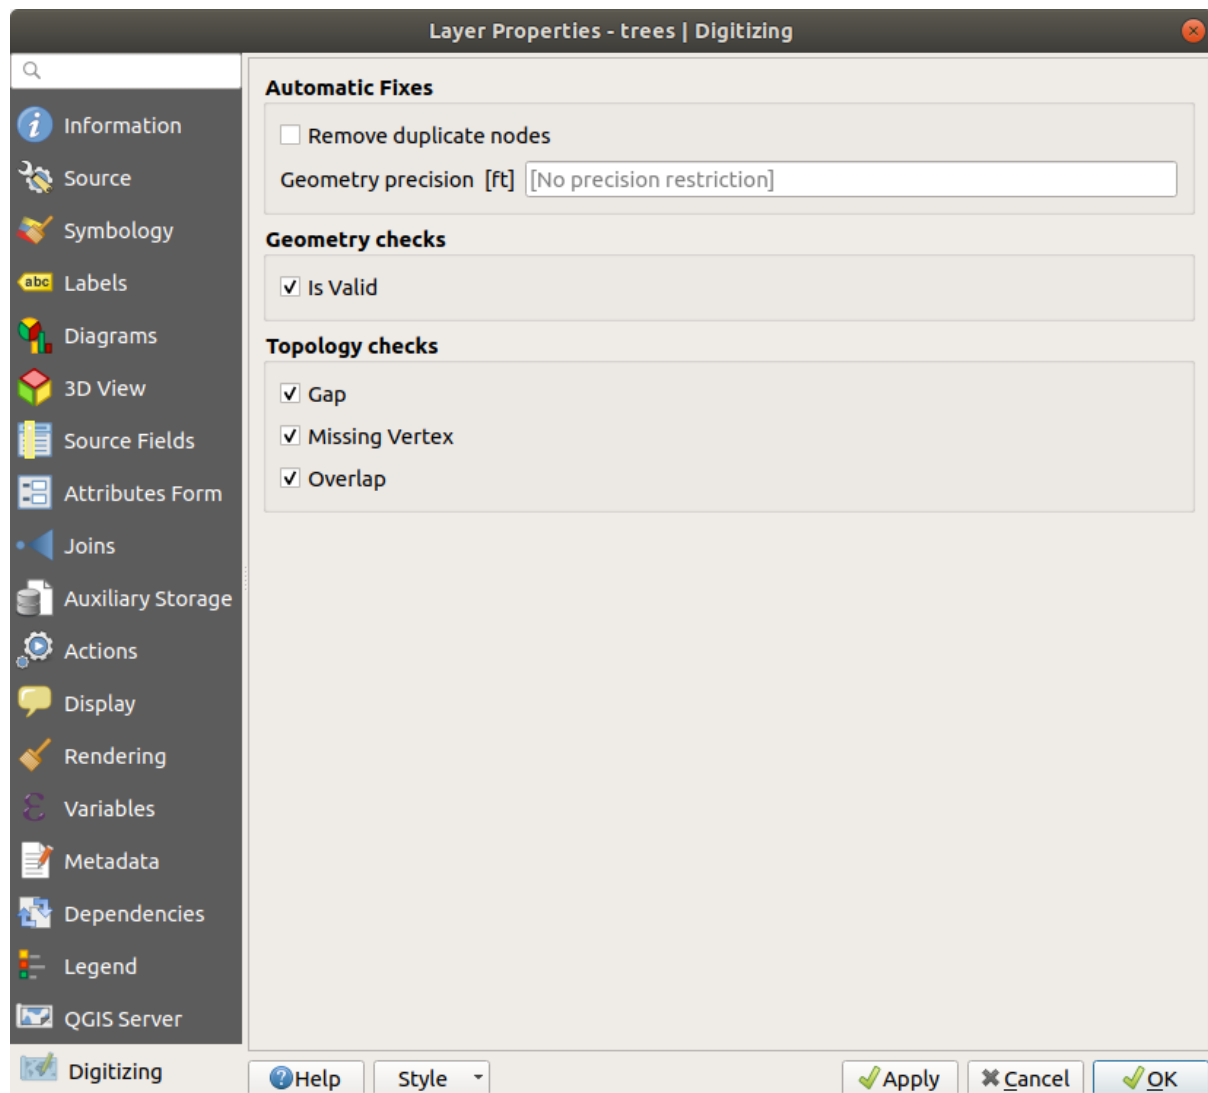 Layer Properties - trees | Digitizing
Information
Source
Symbology
abc Labels
Diagrams
3D View
Source Fields
Attributes Form
Joins
Auxiliary Storage
Actions
Display
Rendering
Variables
Metadata
Dependencies
Legend
QGIS Server
Digitizing
Automatic Fixes
Remove duplicate nodes
Geometry precision [ft] [No precision restriction]
Geometry checks
Is Valid
Topology checks
Gap
Missing Vertex
Overlap
Help Style Apply Cancel OK